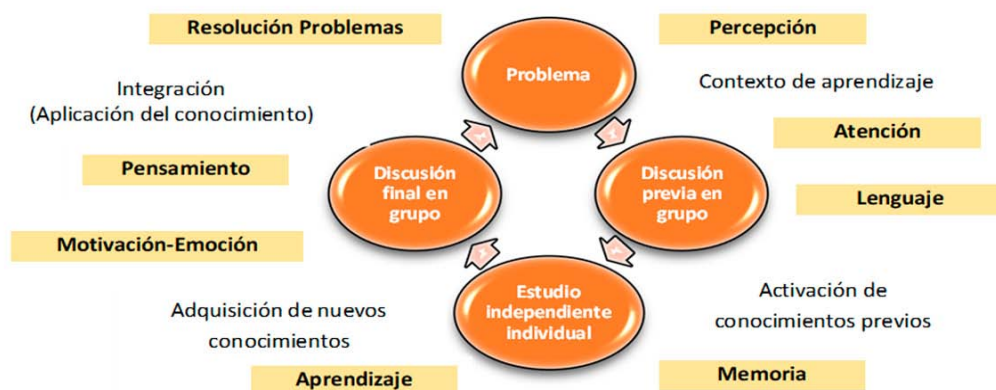 Resolución Problemas
Percepción
Problema
Integración
(Aplicación del conocimiento)
Contexto de aprendizaje
Atención
Pensamiento
Discusión
final en
grupo
Discusión
previa en
grupo
Lenguaje
Motivación-Emoción
Estudio
independiente
individual
Activación de
conocimientos previos
Adquisición de nuevos
conocimientos
Aprendizaje
Memoria